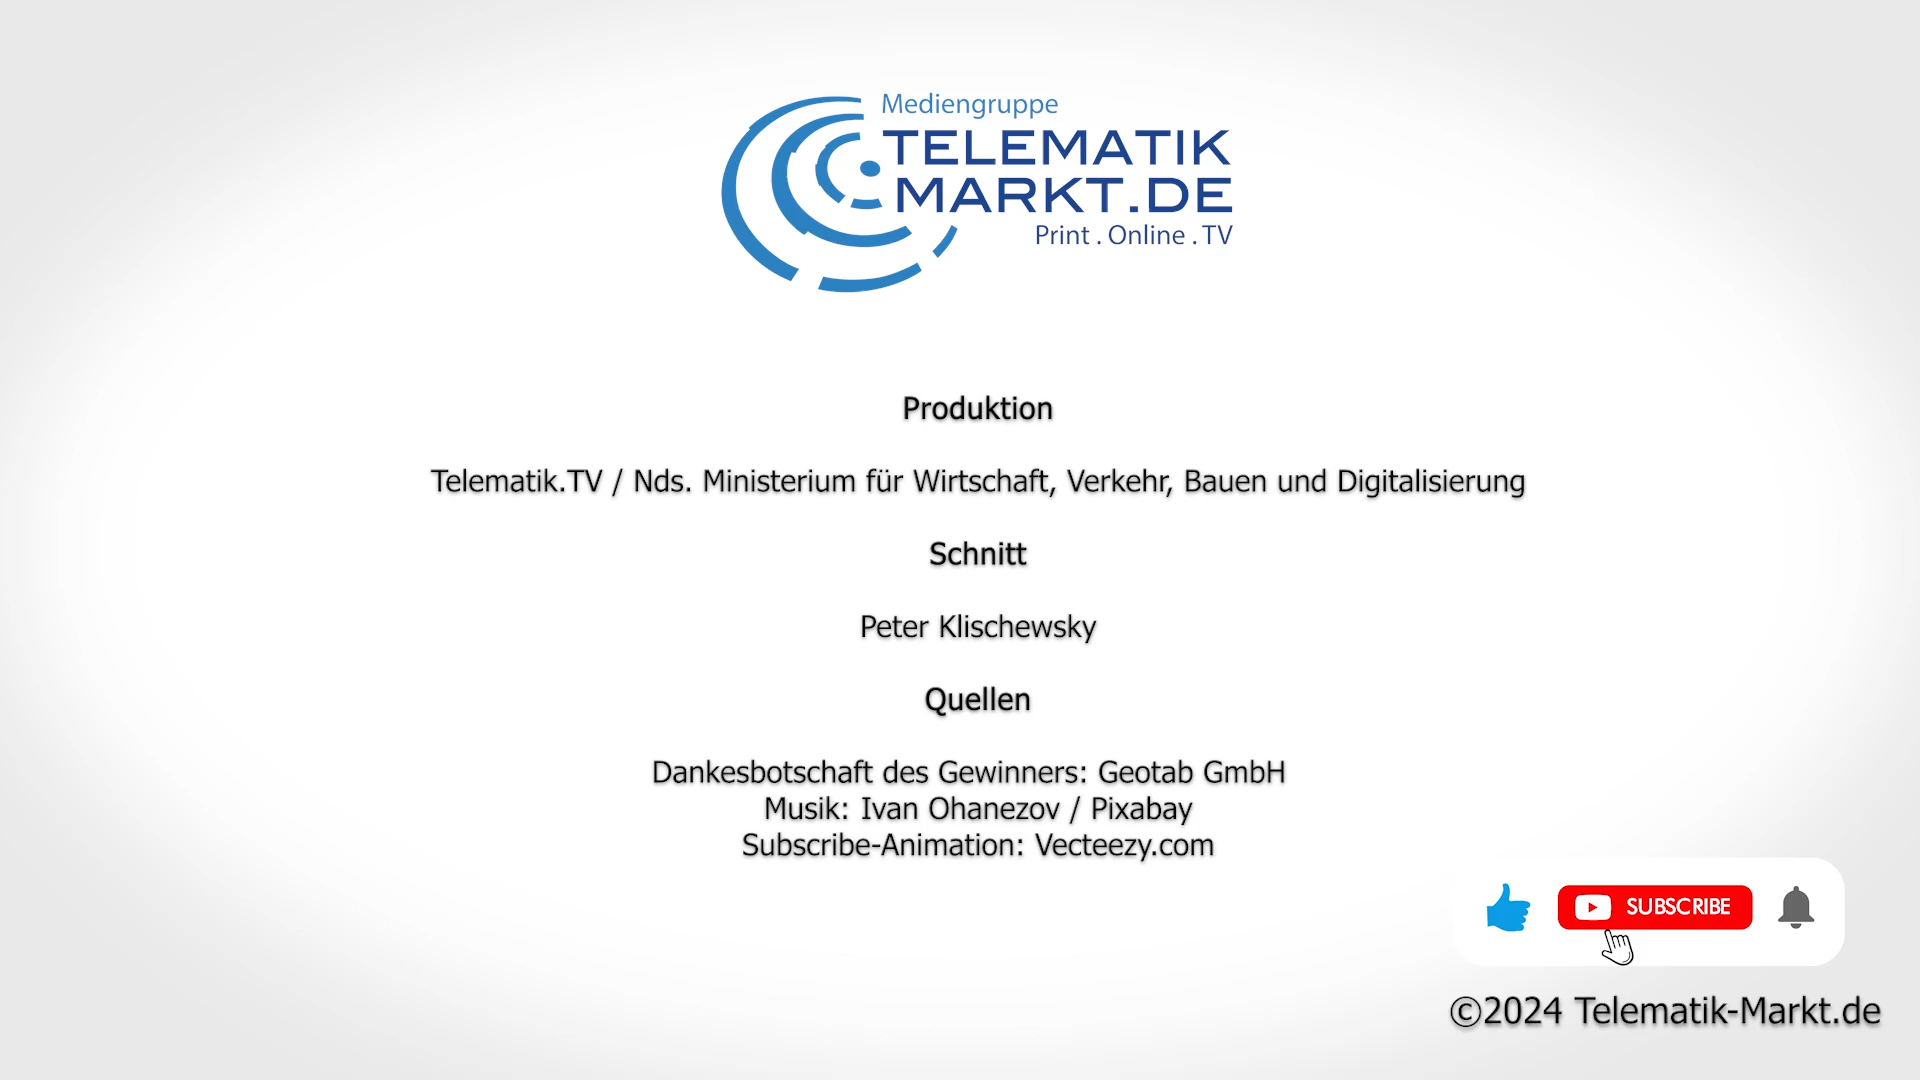 Mediengruppe
TELEMATIK
MARKT.DE
Print . Online . TV
Produktion
Telematik.TV / Nds. Ministerium für Wirtschaft, Verkehr, Bauen und Digitalisierung
Schnitt
Peter Klischewsky
Quellen
Dankesbotschaft des Gewinners: Geotab GmbH
Musik: Ivan Ohanezov / Pixabay
Subscribe-Animation: Vecteezy.com
SUBSCRIBE
©2024 Telematik-Markt.de